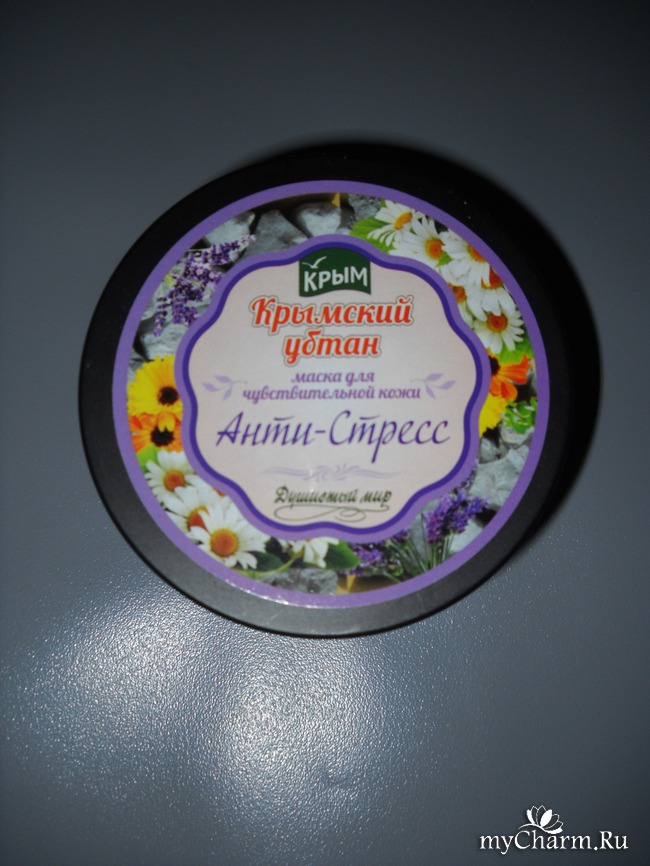 КРЫМ
Крымский
убтан
маска для
чувствительной кожи
Анти-Стресс
Душистый мир
myCharm.Ru